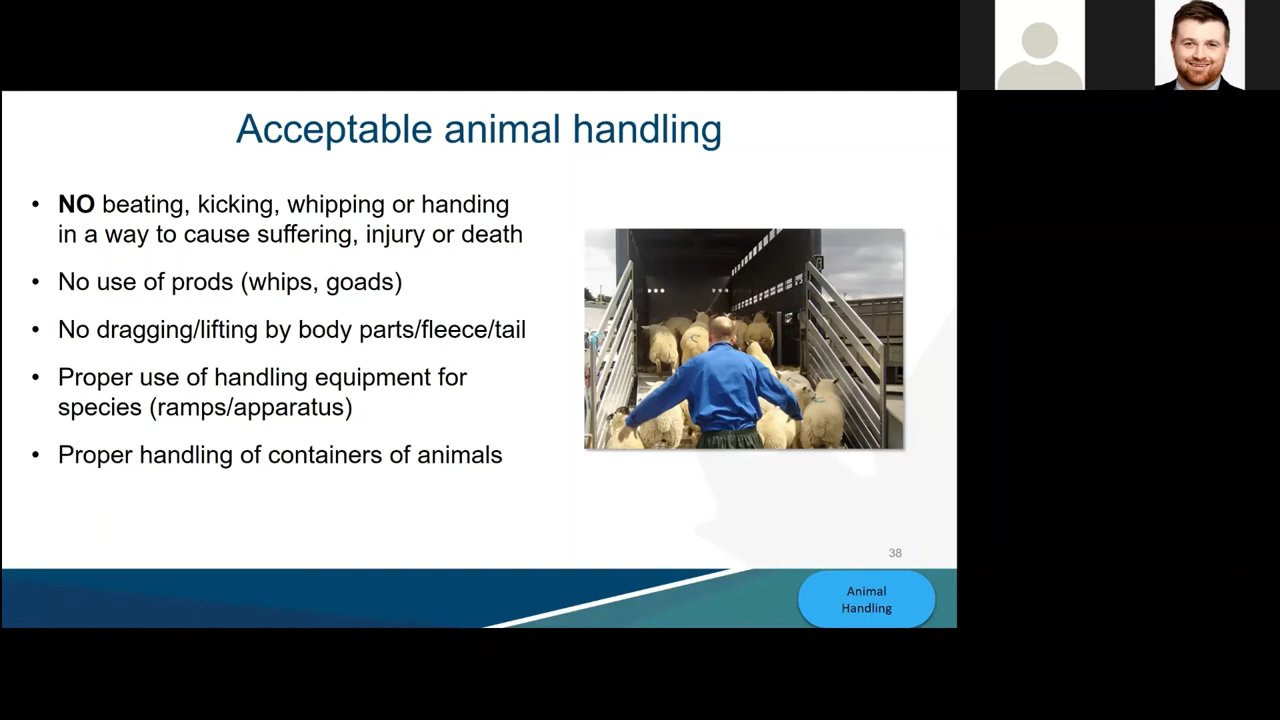 Acceptable animal handling
• NO beating, kicking, whipping or handing
in a way to cause suffering, injury or death
• No use of prods (whips, goads)
• No dragging/lifting by body parts/fleece/tail
• Proper use of handling equipment for
species (ramps/apparatus)
• Proper handling of containers of animals
38
Animal
Handling